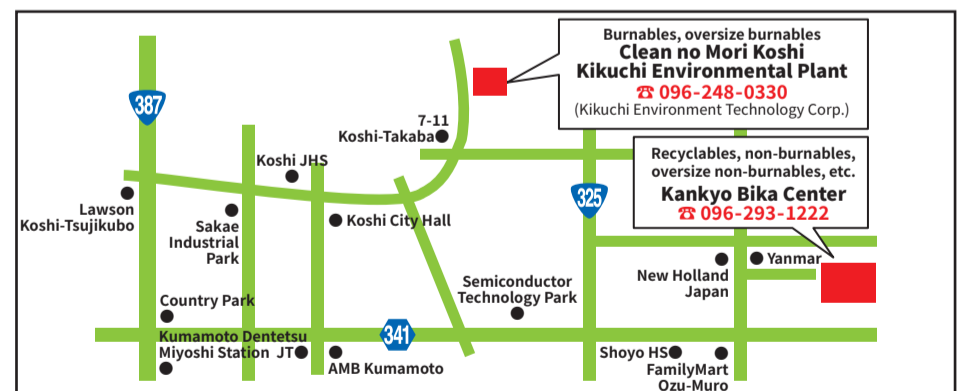 Burnables, oversize burnables
Clean no Mori Koshi
Kikuchi Environmental Plant
☎ 096-248-0330
(Kikuchi Environment Technology Corp.)
387
7-11
Koshi-Takaba
Koshi JHS
Recyclables, non-burnables,
oversize non-burnables, etc.
Kankyo Bika Center
☎ 096-293-1222
325
Lawson
Koshi-Tsujikubo
Sakae
Industrial
Park
Koshi City Hall
Yanmar
New Holland
Japan
Semiconductor
Technology Park
Country Park
341
Kumamoto Dentetsu
Miyoshi Station
JT
AMB Kumamoto
Shoyo HS
FamilyMart
Ozu-Muro